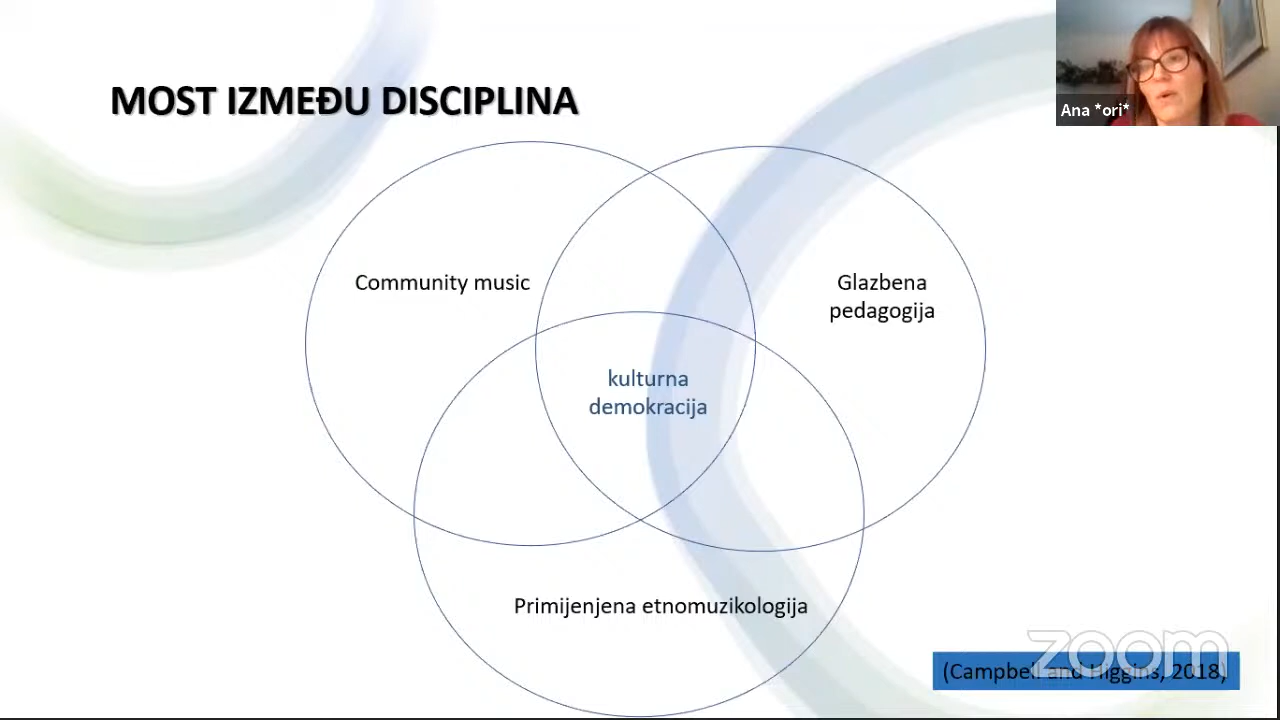 MOST IZMEĐU DISCIPLINA
Ana *ori*
Community music
Glazbena
pedagogija
kulturna
demokracija
Primijenjena etnomuzikologija
zoom
(Campbell and Higgins, 2018)